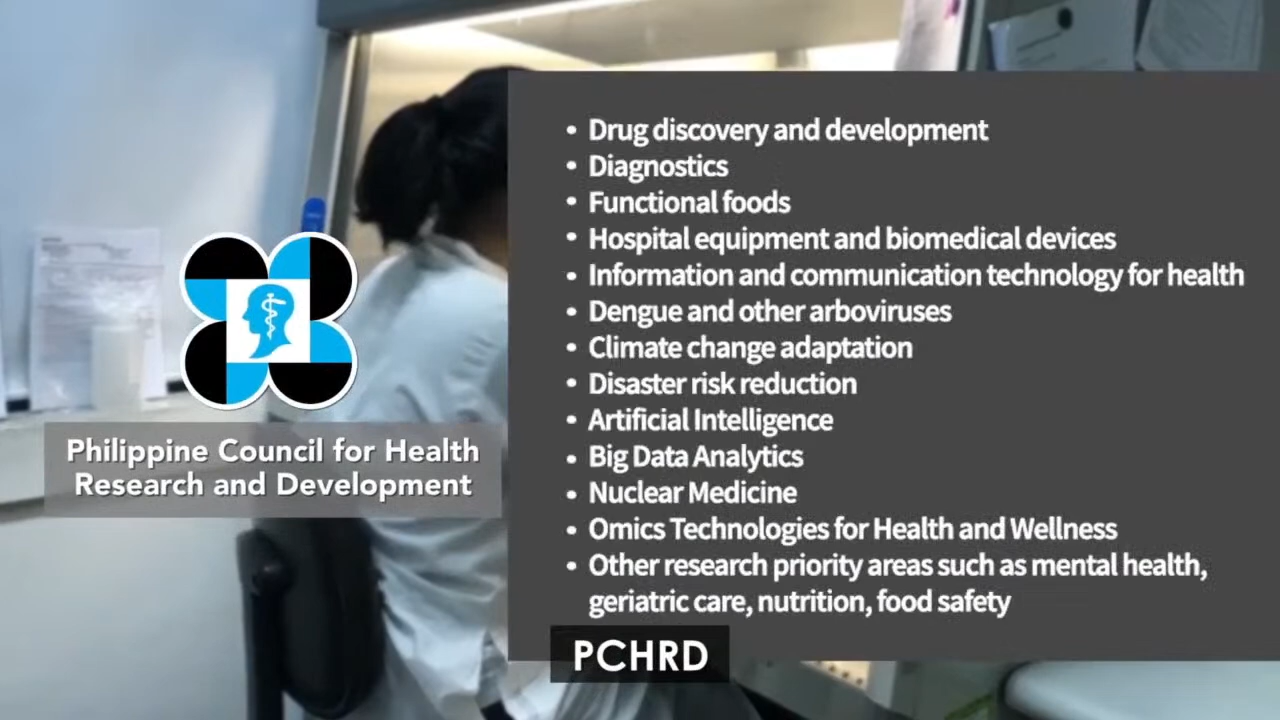 Philippine Council for Health
Research and Development
• Drug discovery and development
• Diagnostics
• Functional foods
• Hospital equipment and biomedical devices
• Information and communication technology for health
• Dengue and other arboviruses
• Climate change adaptation
• Disaster risk reduction
• Artificial Intelligence
• Big Data Analytics
• Nuclear Medicine
• Omics Technologies for Health and Wellness
• Other research priority areas such as mental health,
geriatric care, nutrition, food safety
PCHRD